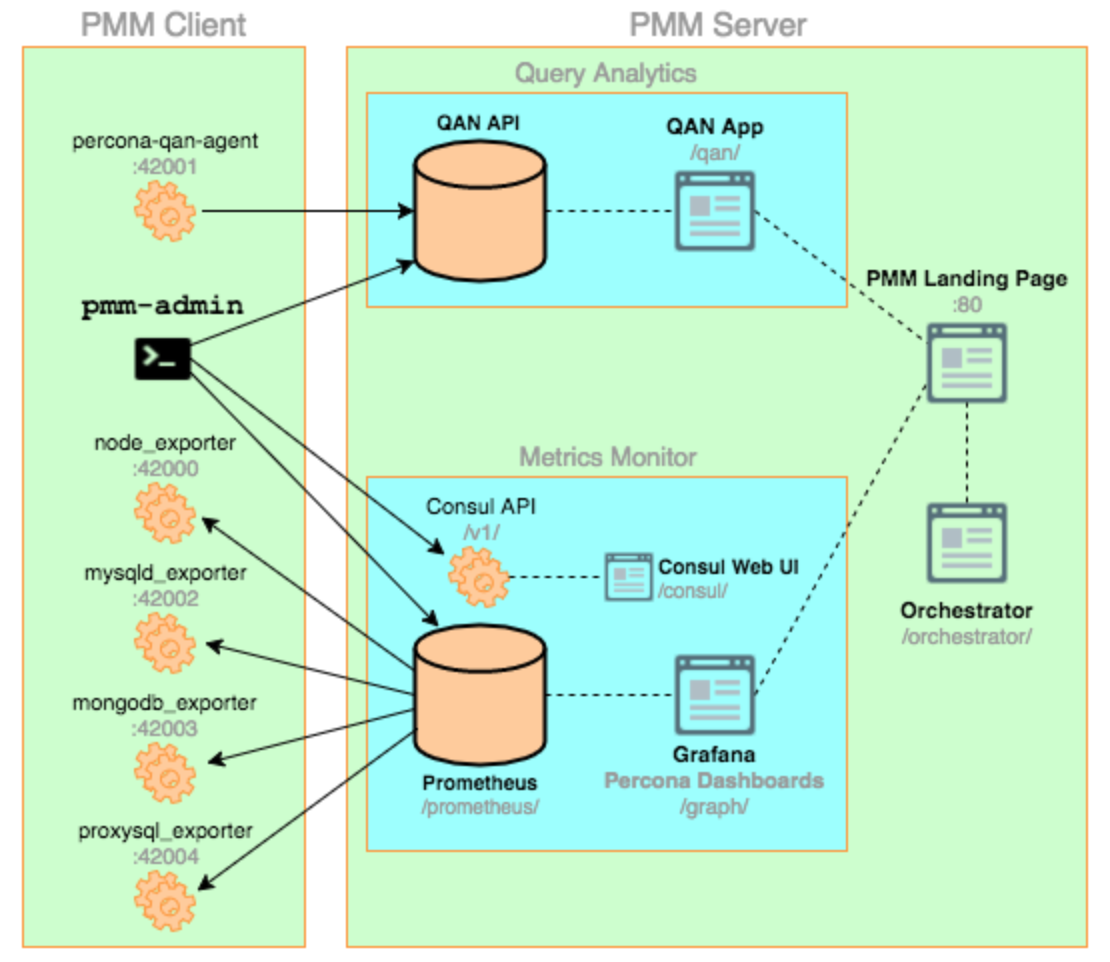 PMM Client
PMM Server
percona-qan-agent
:42001
pmm-admin
>_
node_exporter
:42000
mysqld_exporter
:42002
mongodb_exporter
:42003
proxysql_exporter
:42004
Query Analytics
QAN API
QAN App
/qan/
Metrics Monitor
Consul API
/v1/
Consul Web UI
/consul/
Prometheus
/prometheus/
Grafana
Percona Dashboards
/graph/
PMM Landing Page
:80
Orchestrator
/orchestrator/